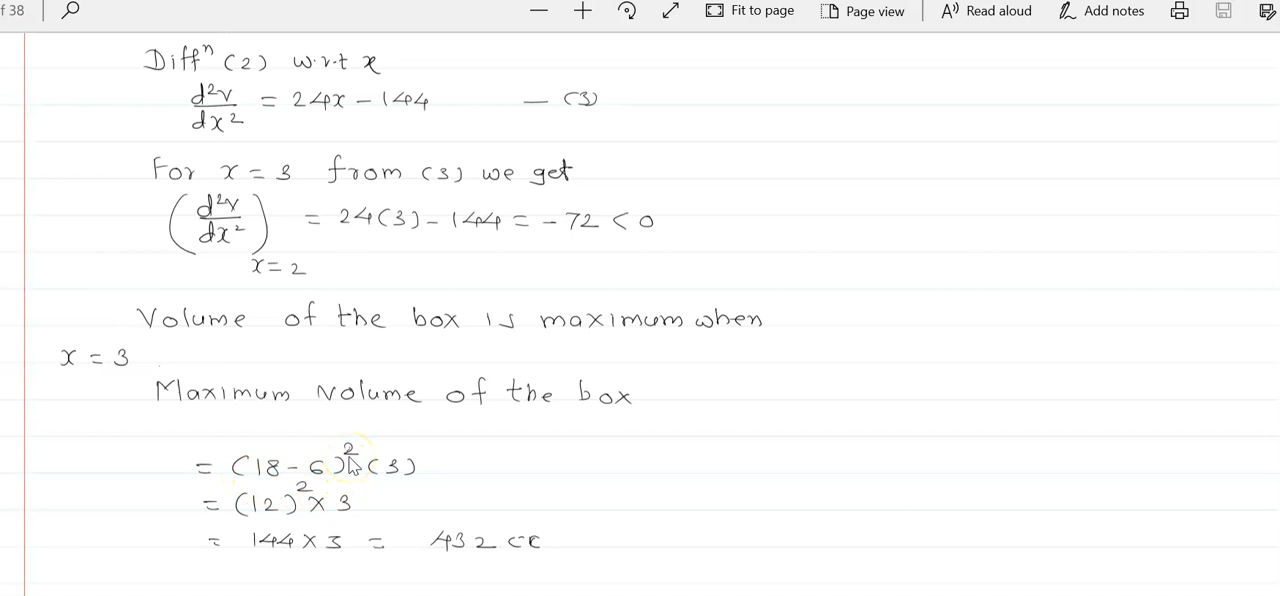 f 38 Fit to page Page view Read aloud Add notes
Diffⁿ (2) w.r.t x
d²v/dx² = 24x - 144 — (3)
For x = 3 from (3) we get
(d²v/dx²)x=2 = 24(3) - 144 = - 72 < 0
Volume of the box is maximum when
x = 3
Maximum volume of the box
= (18 - 6)² (3)
= (12)² × 3
= 144 × 3 = 432 cc